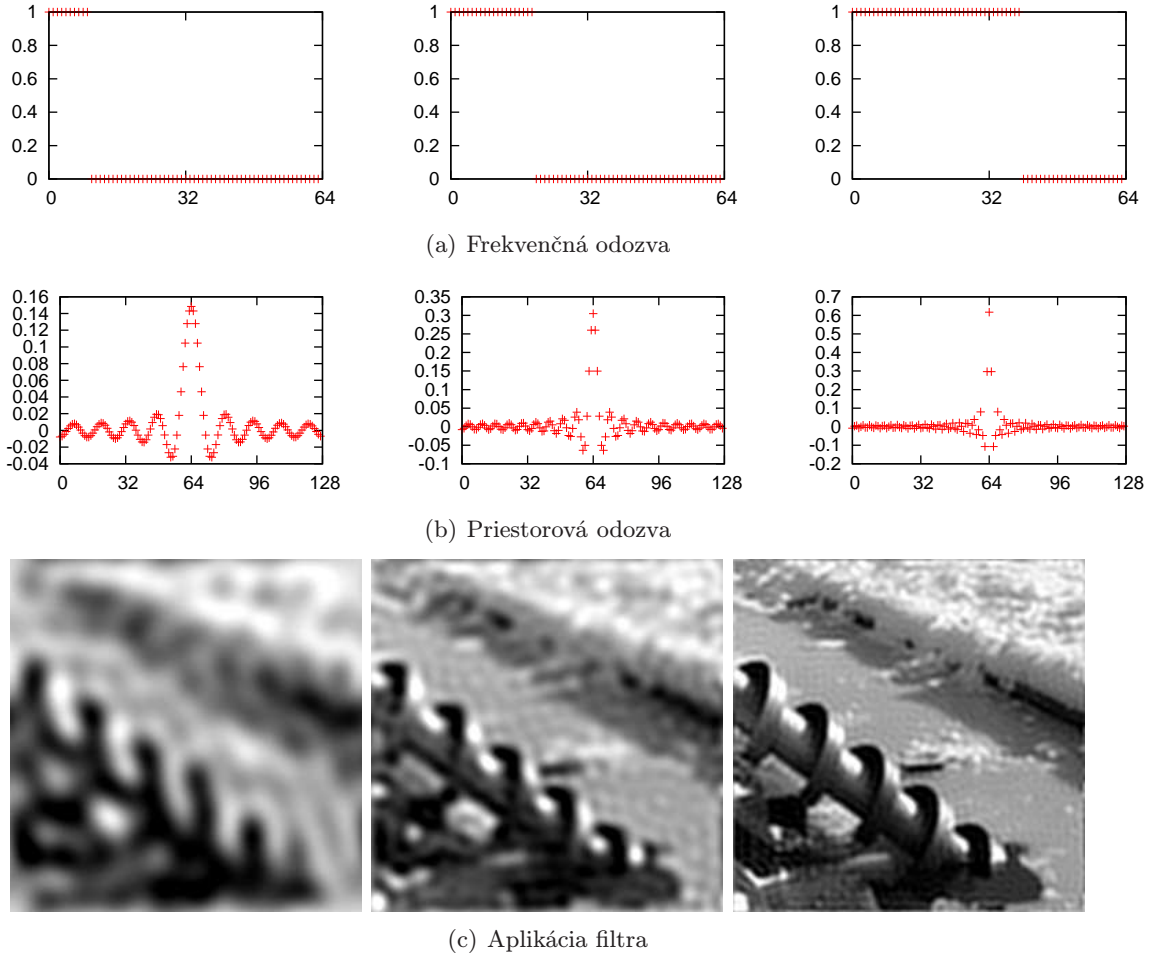 1 1 1
0.8 0.8 0.8
0.6 0.6 0.6
0.4 0.4 0.4
0.2 0.2 0.2
0 0 0
0 32 64 0 32 64 0 32 64
(a) Frekvenčná odozva
0.16 0.35 0.7
0.14 0.3 0.6
0.12 0.25 0.5
0.1 0.2 0.4
0.08 0.15 0.3
0.06 0.1 0.2
0.04 0.05 0.1
0.02 0 0
0 -0.05 -0.1
-0.02 -0.1 -0.2
-0.04
0 32 64 96 128 0 32 64 96 128 0 32 64 96 128
(b) Priestorová odozva
(c) Aplikácia filtra